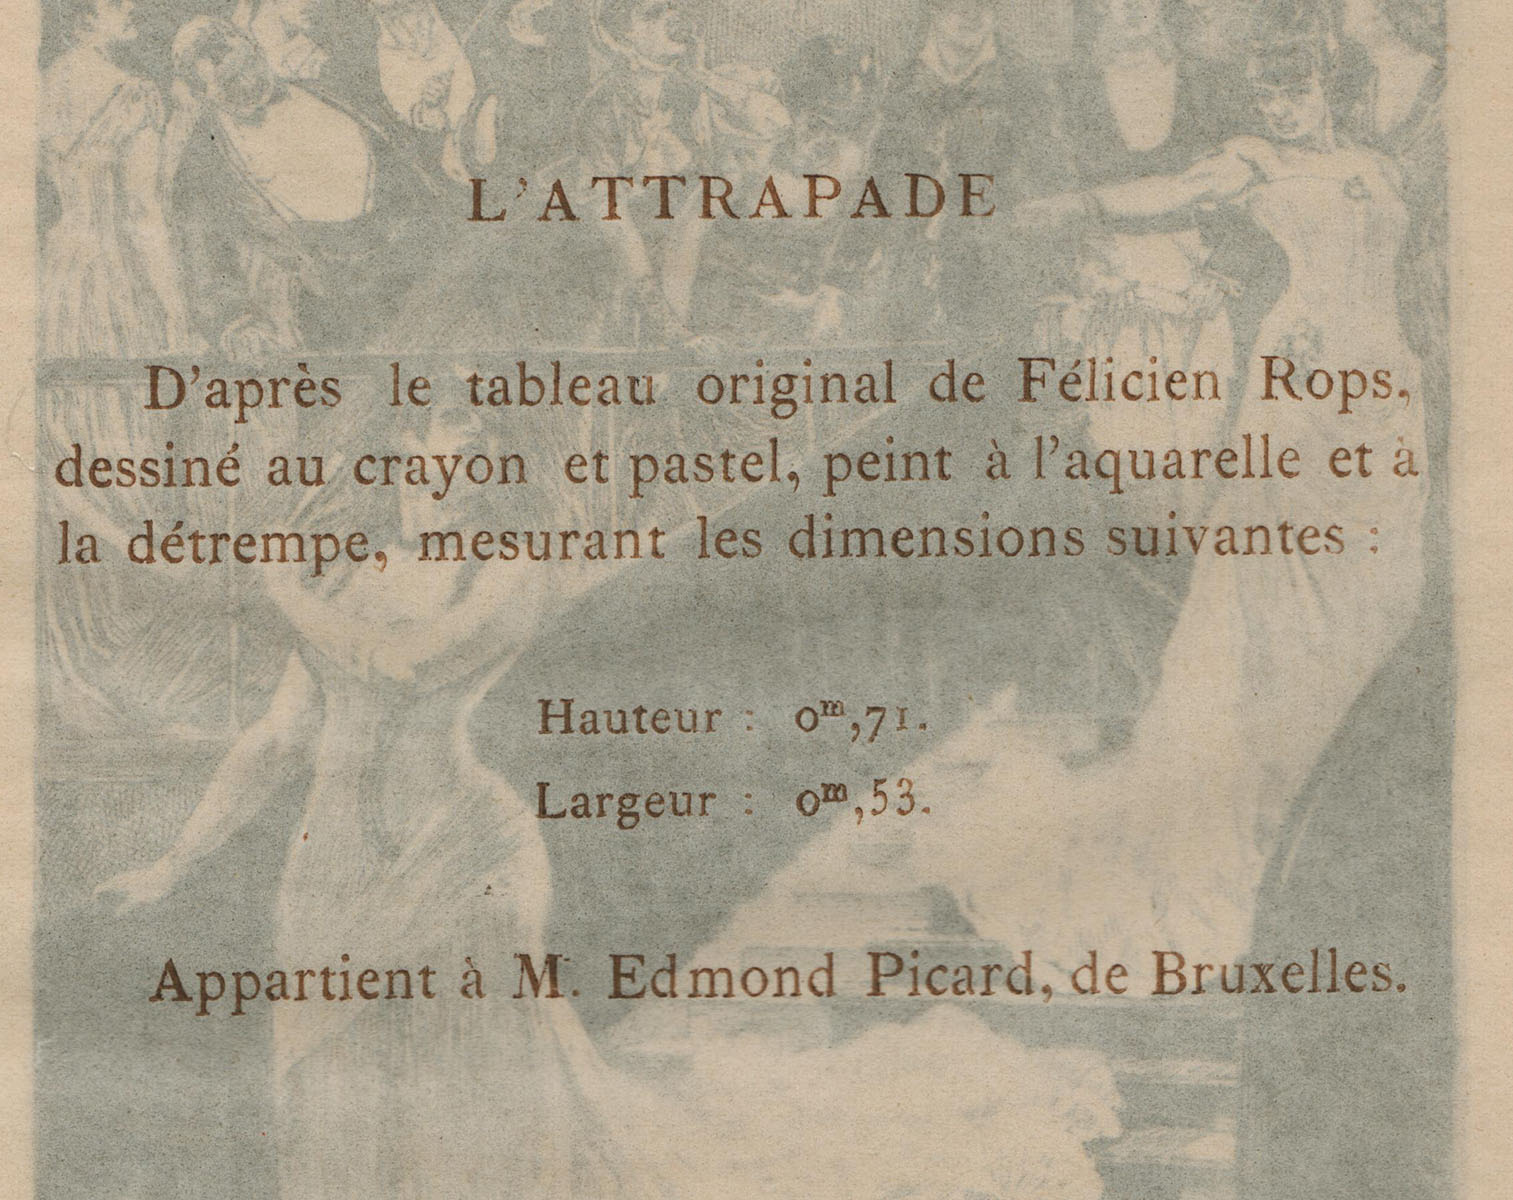 L'ATTRAPADE
D'après le tableau original de Félicien Rops,
dessiné au crayon et pastel, peint à l'aquarelle et à
la détrempe, mesurant les dimensions suivantes :
Hauteur : 0ᵐ,71.
Largeur : 0ᵐ,53.
Appartient à M. Edmond Picard, de Bruxelles.